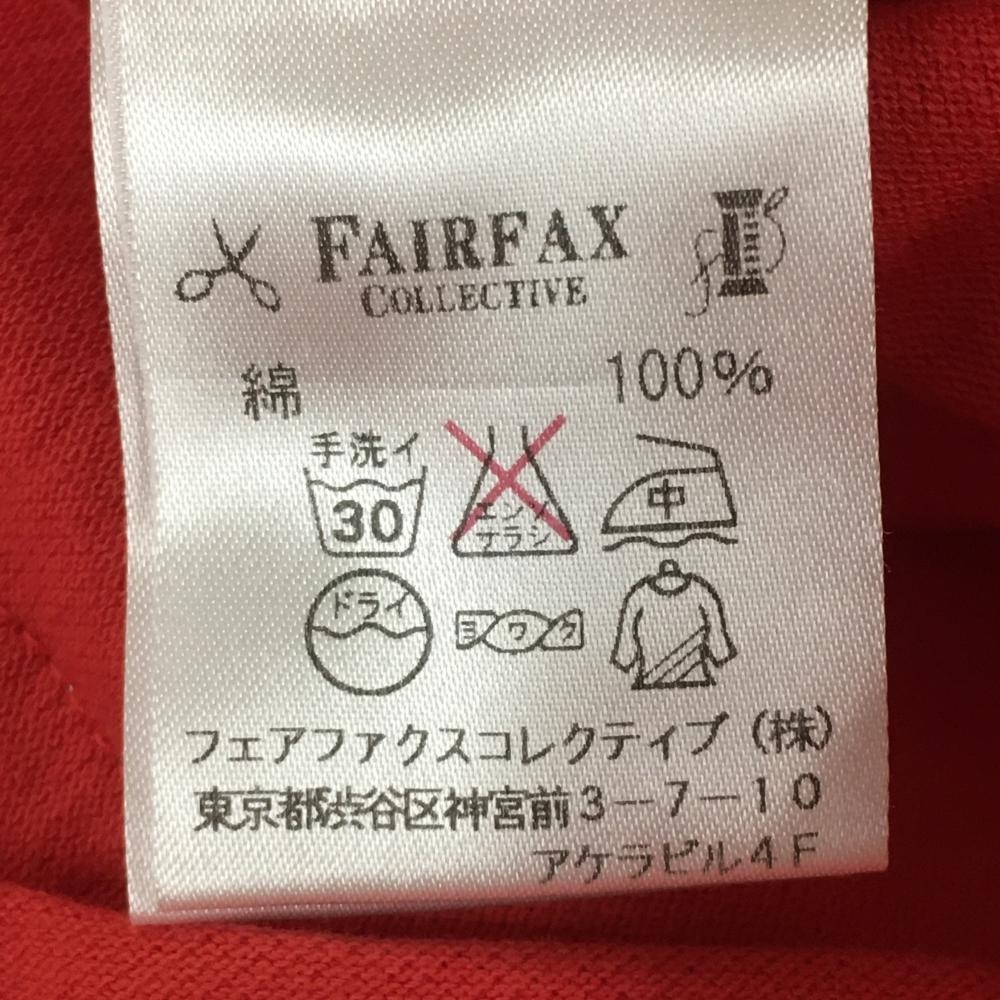 FAIRFAX
COLLECTIVE
綿 100%
手洗イ
30
エンソ
サラシ
中
ドライ
ヨワク
フェアファクスコレクティブ(株)
東京都渋谷区神宮前3-7-10
アケラビル4F